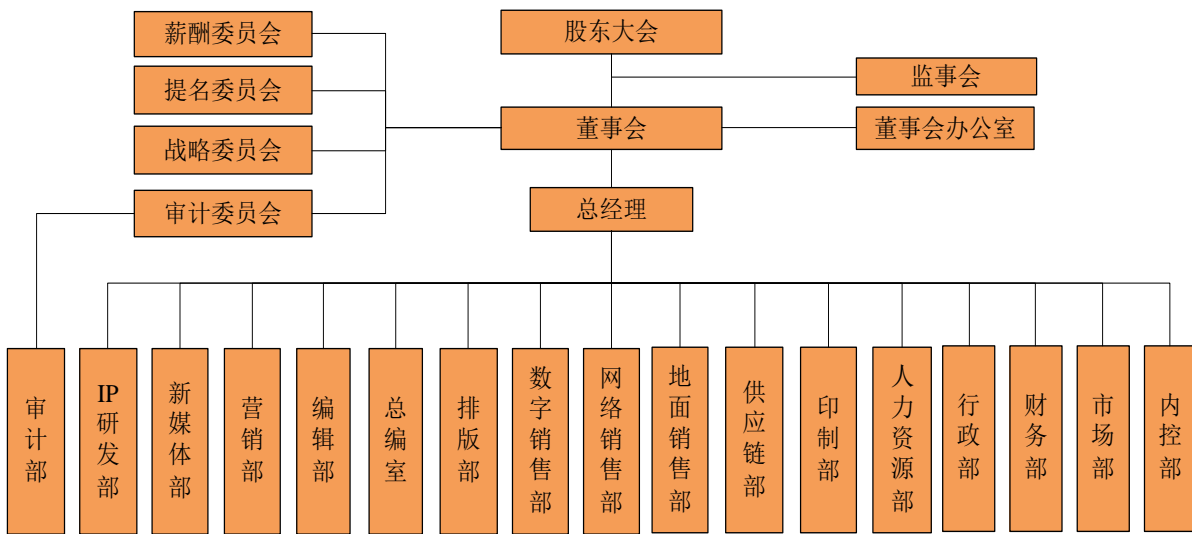 薪酬委员会
股东大会
提名委员会
监事会
战略委员会
董事会
董事会办公室
审计委员会
总经理
审计部
IP研发部
新媒体部
营销部
编辑部
总编室
排版部
数字销售部
网络销售部
地面销售部
供应链部
印制部
人力资源部
行政部
财务部
市场部
内控部